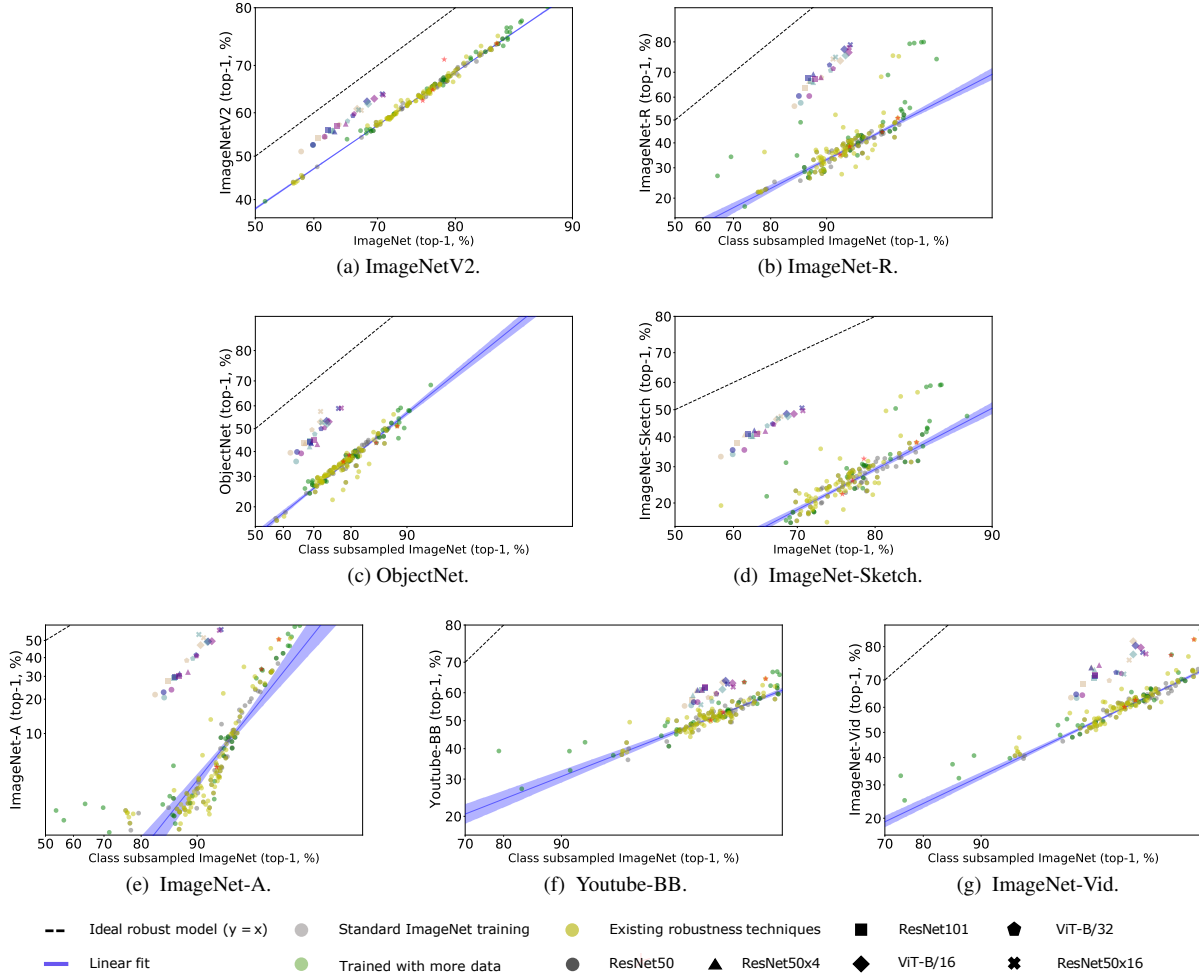 80
70
60
50
40
50
60
70
80
90
ImageNetV2 (top-1, %)
ImageNet (top-1, %)
(a) ImageNetV2.
80
70
60
50
40
30
20
50
60
70
80
90
ImageNet-R (top-1, %)
Class subsampled ImageNet (top-1, %)
(b) ImageNet-R.
80
70
60
50
40
30
20
50
60
70
80
90
ObjectNet (top-1, %)
Class subsampled ImageNet (top-1, %)
(c) ObjectNet.
80
70
60
50
40
30
20
50
60
70
80
90
ImageNet-Sketch (top-1, %)
ImageNet (top-1, %)
(d) ImageNet-Sketch.
50
40
30
20
10
50
60
70
80
90
ImageNet-A (top-1, %)
Class subsampled ImageNet (top-1, %)
(e) ImageNet-A.
80
70
60
50
40
30
20
70
80
90
Youtube-BB (top-1, %)
Class subsampled ImageNet (top-1, %)
(f) Youtube-BB.
80
70
60
50
40
30
20
70
80
90
ImageNet-Vid (top-1, %)
Class subsampled ImageNet (top-1, %)
(g) ImageNet-Vid.
Ideal robust model (y = x)
Standard ImageNet training
Existing robustness techniques
ResNet101
ViT-B/32
Linear fit
Trained with more data
ResNet50
ResNet50x4
ViT-B/16
ResNet50x16